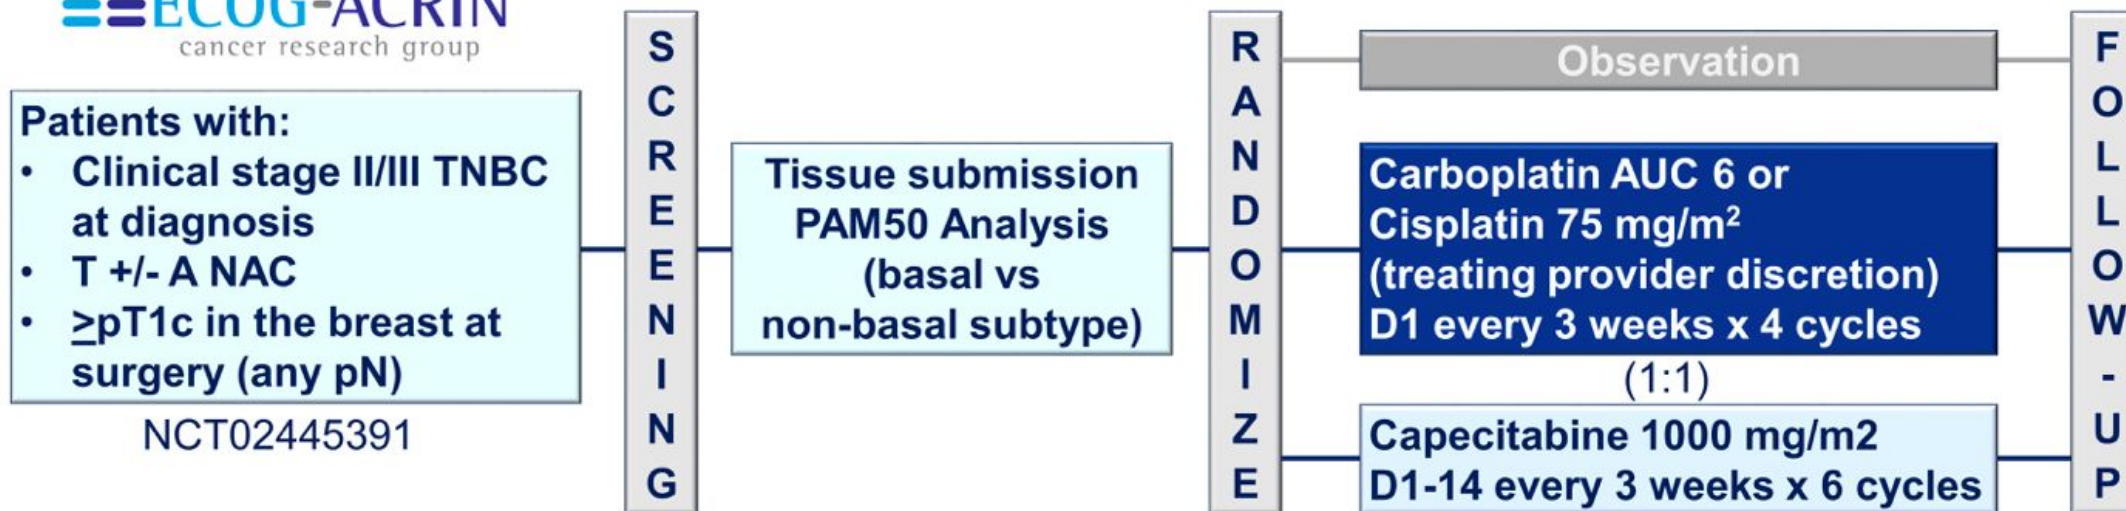 ECOG-ACRIN
cancer research group
Patients with:
• Clinical stage II/III TNBC
at diagnosis
• T +/- A NAC
• ≥pT1c in the breast at
surgery (any pN)
NCT02445391
SCREENING
Tissue submission
PAM50 Analysis
(basal vs
non-basal subtype)
RANDOMIZE
Observation
Carboplatin AUC 6 or
Cisplatin 75 mg/m²
(treating provider discretion)
D1 every 3 weeks x 4 cycles
(1:1)
Capecitabine 1000 mg/m2
D1-14 every 3 weeks x 6 cycles
FOLLOW-UP